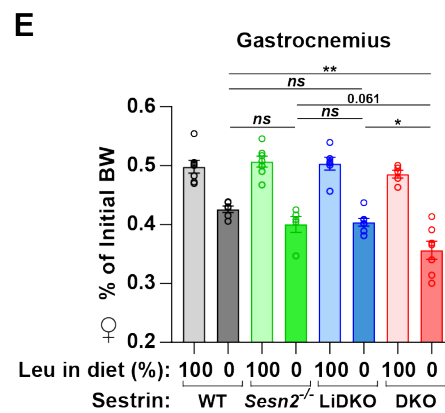 E
Gastrocnemius
**
ns
0.061
ns ns
*
♀ % of Initial BW
0.6
0.5
0.4
0.3
0.2
Leu in diet (%): 100 0 100 0 100 0 100 0
Sestrin: WT Sesn2-/- LiDKO DKO